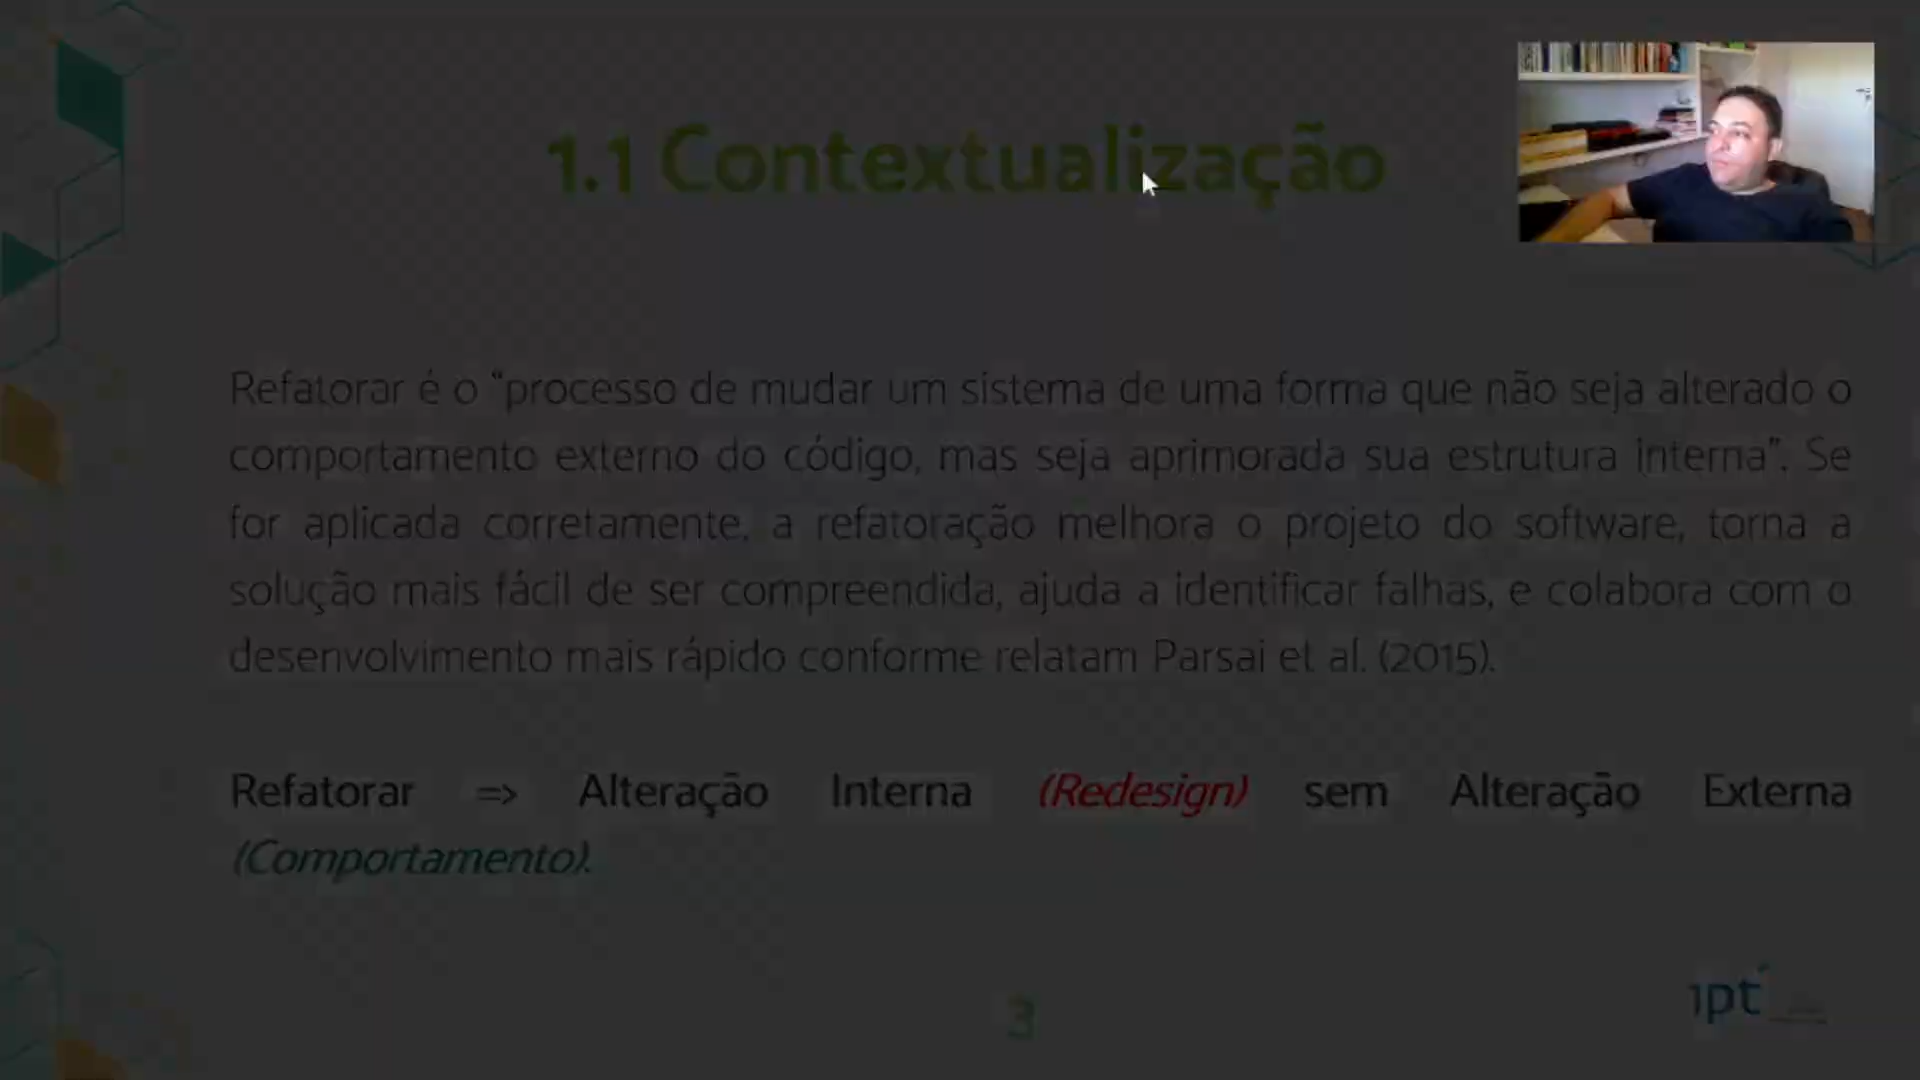 1.1 Contextualização
Refatorar é o “processo de mudar um sistema de uma forma que não seja alterado o
comportamento externo do código, mas seja aprimorada sua estrutura interna”. Se
for aplicada corretamente, a refatoração melhora o projeto do software, torna a
solução mais fácil de ser compreendida, ajuda a identificar falhas, e colabora com o
desenvolvimento mais rápido conforme relatam Parsai et al. (2015).
Refatorar => Alteração Interna (Redesign) sem Alteração Externa
(Comportamento).
3
ipt